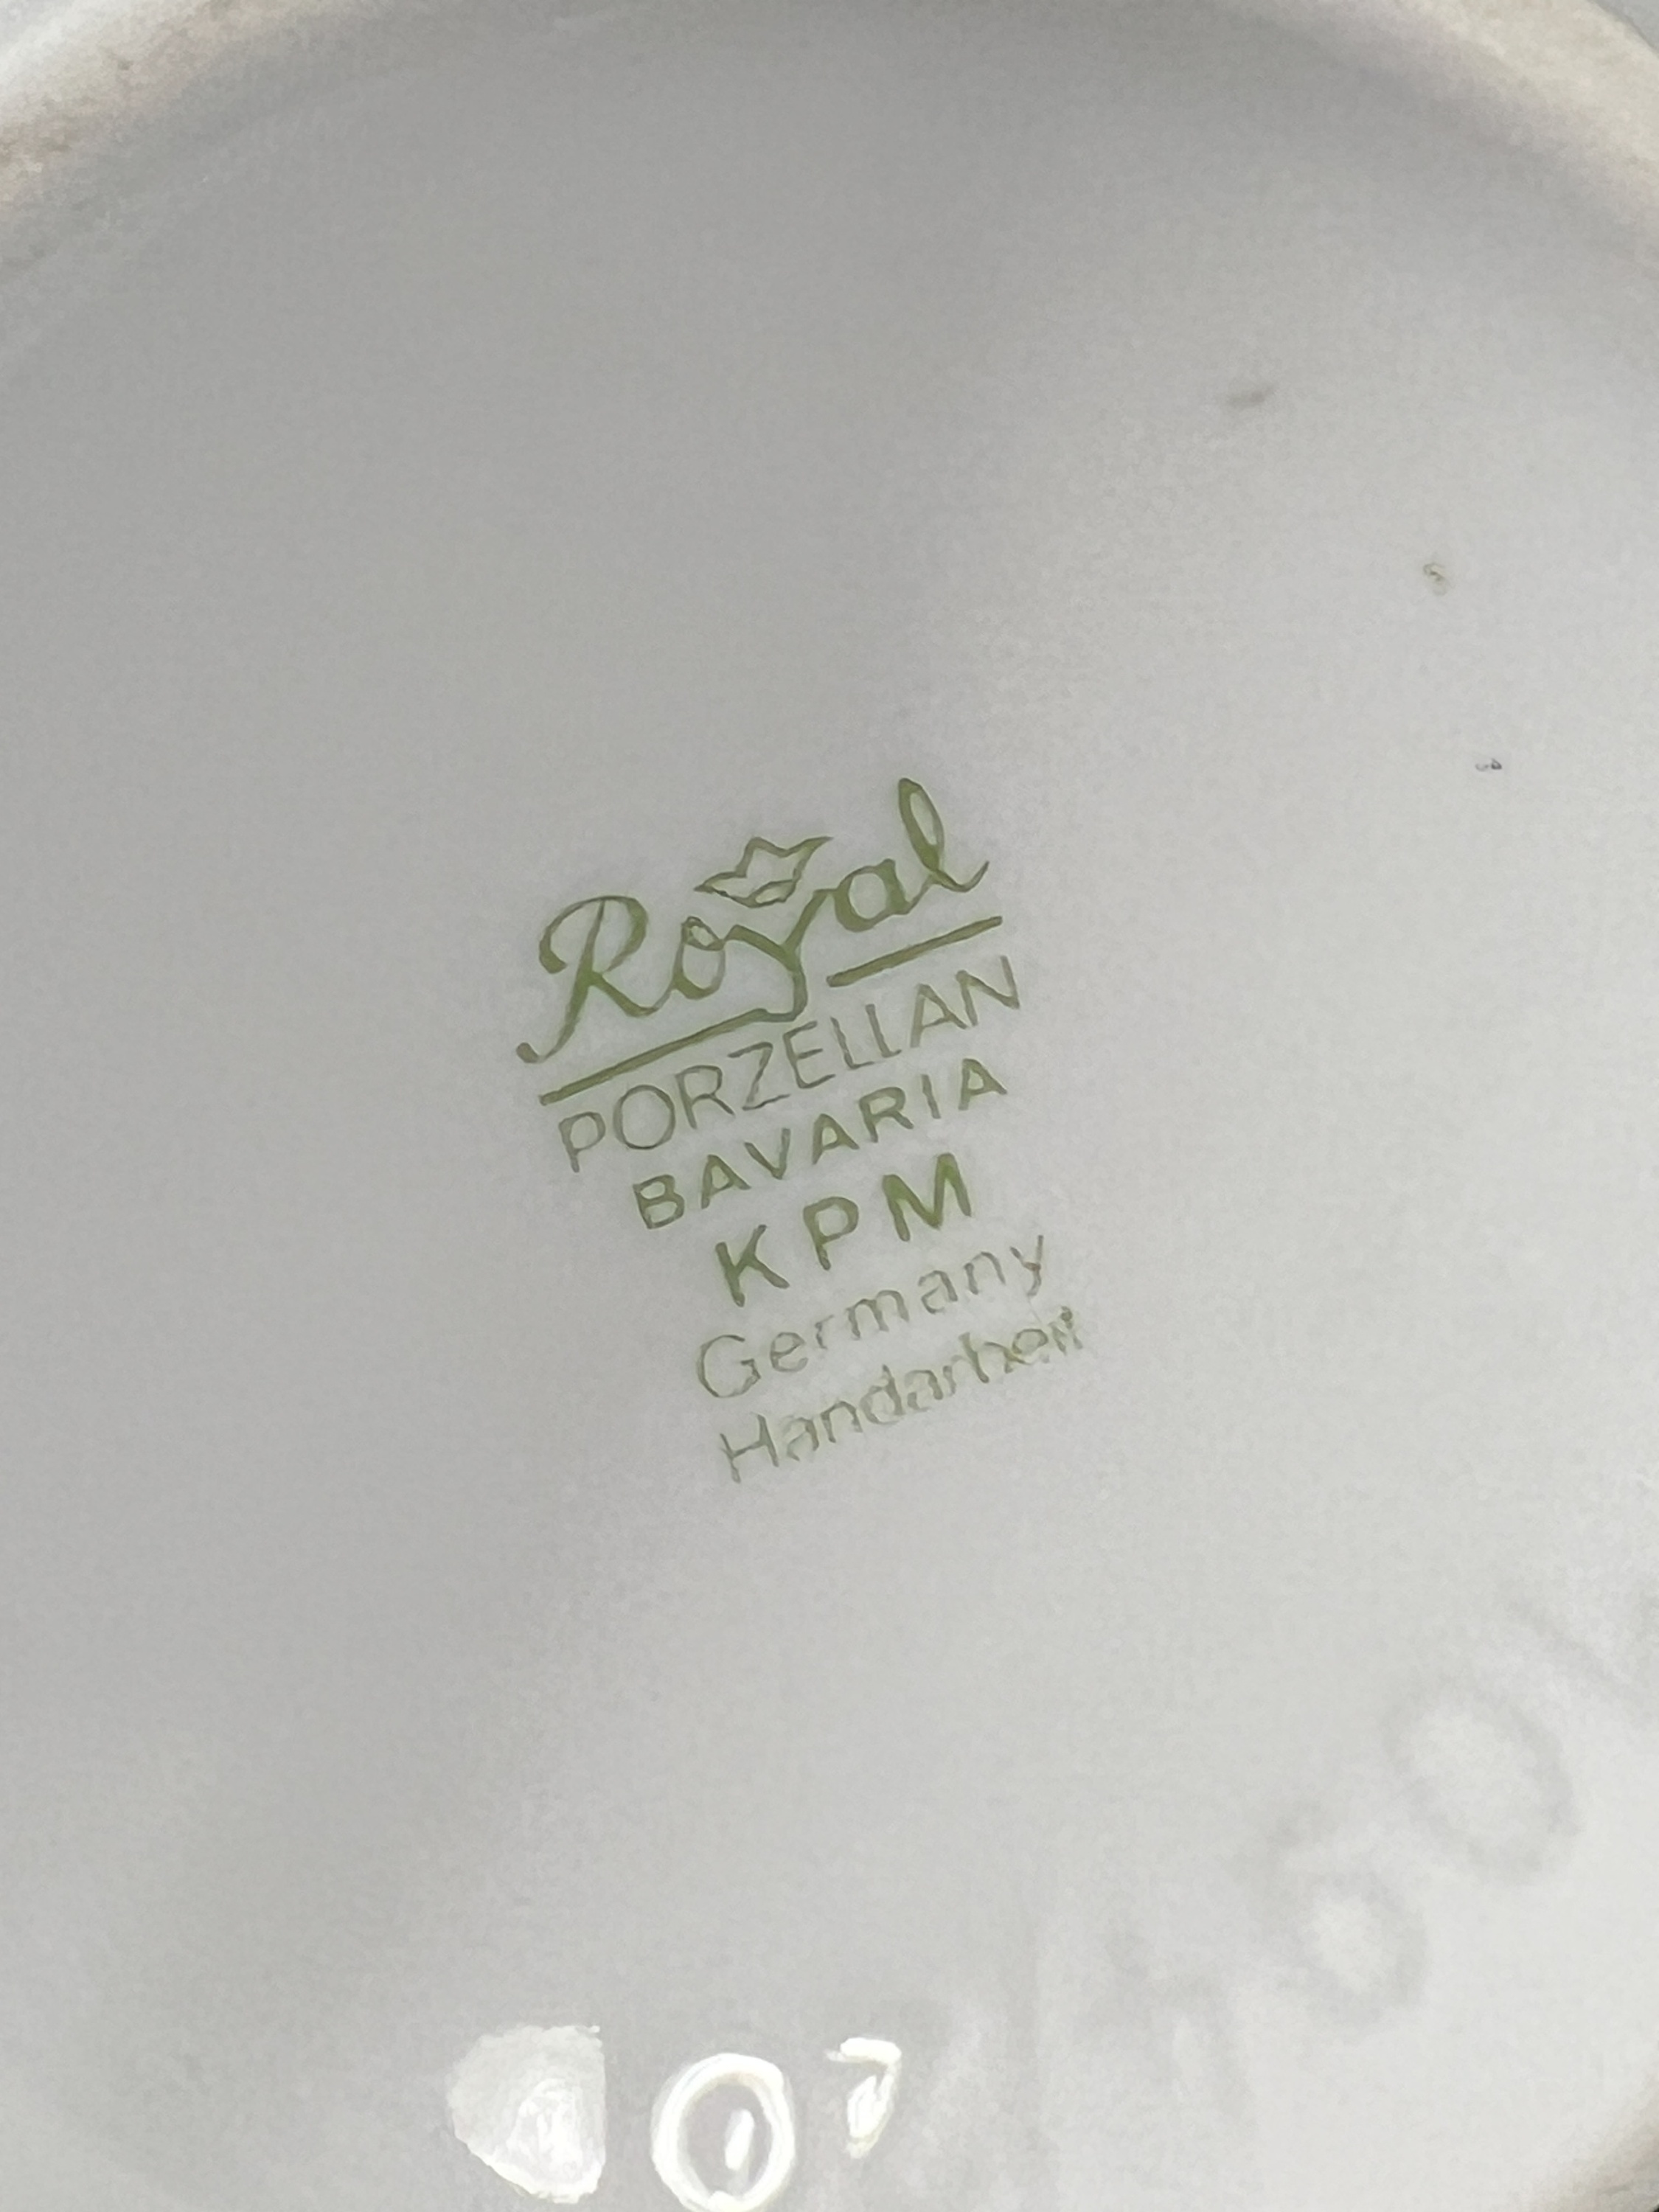 Royal
PORZELLAN
BAVARIA
KPM
Germany
Handarbeit